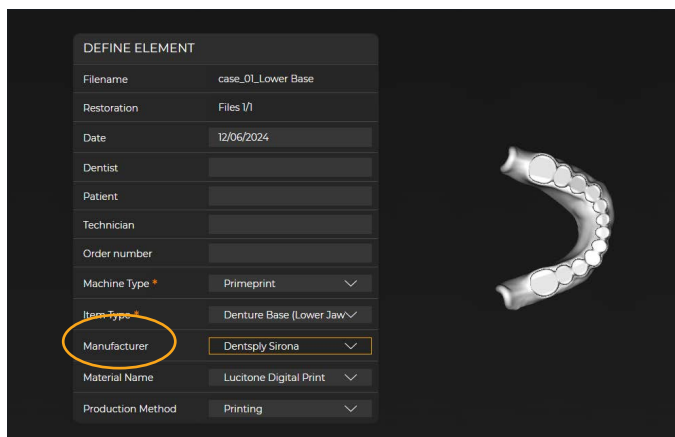 DEFINE ELEMENT
Filename case_01_Lower Base
Restoration Files 1/1
Date 12/06/2024
Dentist
Patient
Technician
Order number
Machine Type * Primeprint
Item Type * Denture Base (Lower Jaw
Manufacturer Dentsply Sirona
Material Name Lucitone Digital Print
Production Method Printing